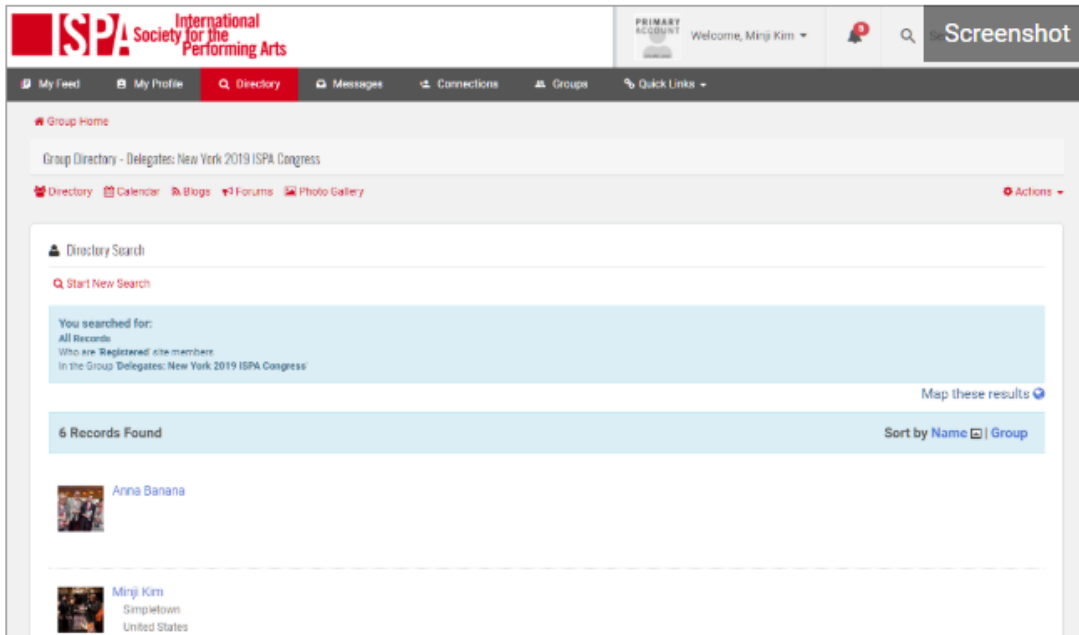 ISPA International
Society for the
Performing Arts
PRIMARY
ACCOUNT
Welcome, Minji Kim
Screenshot
My Feed My Profile Directory Messages Connections Groups Quick Links
Group Home
Group Directory - Delegates: New York 2019 ISPA Congress
Directory Calendar Blogs Forums Photo Gallery Actions
Directory Search
Start New Search
You searched for:
All Records
Who are 'Registered' site members
In the Group 'Delegates: New York 2019 ISPA Congress'
Map these results
6 Records Found Sort by Name | Group
Anna Banana
Minji Kim
Simpletown
United States